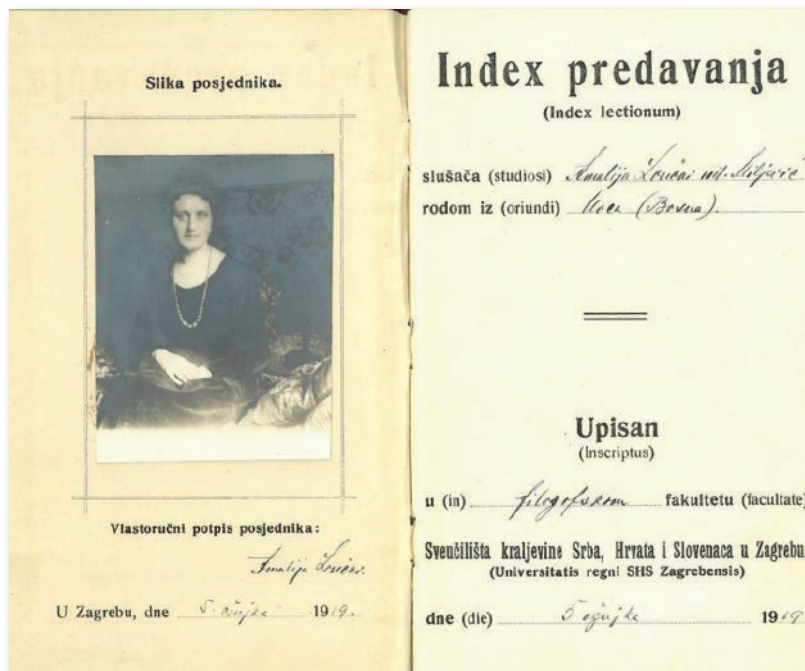 Slika posjednika.
Vlastoručni potpis posjednika:
Amalija Lončar
U Zagrebu, dne 5. ožujka 1919.
Index predavanja
(Index lectionum)
slušača (studiosi) Amalija Lončar
rodom iz (oriundi) (Bosna).
Upisan
(Inscriptus)
u (in) filozofskom fakultetu (facultate)
Sveučilišta kraljevine Srba, Hrvata i Slovenaca u Zagrebu
(Universitatis regni SHS Zagrebensis)
dne (die) 5 ožujka 1919